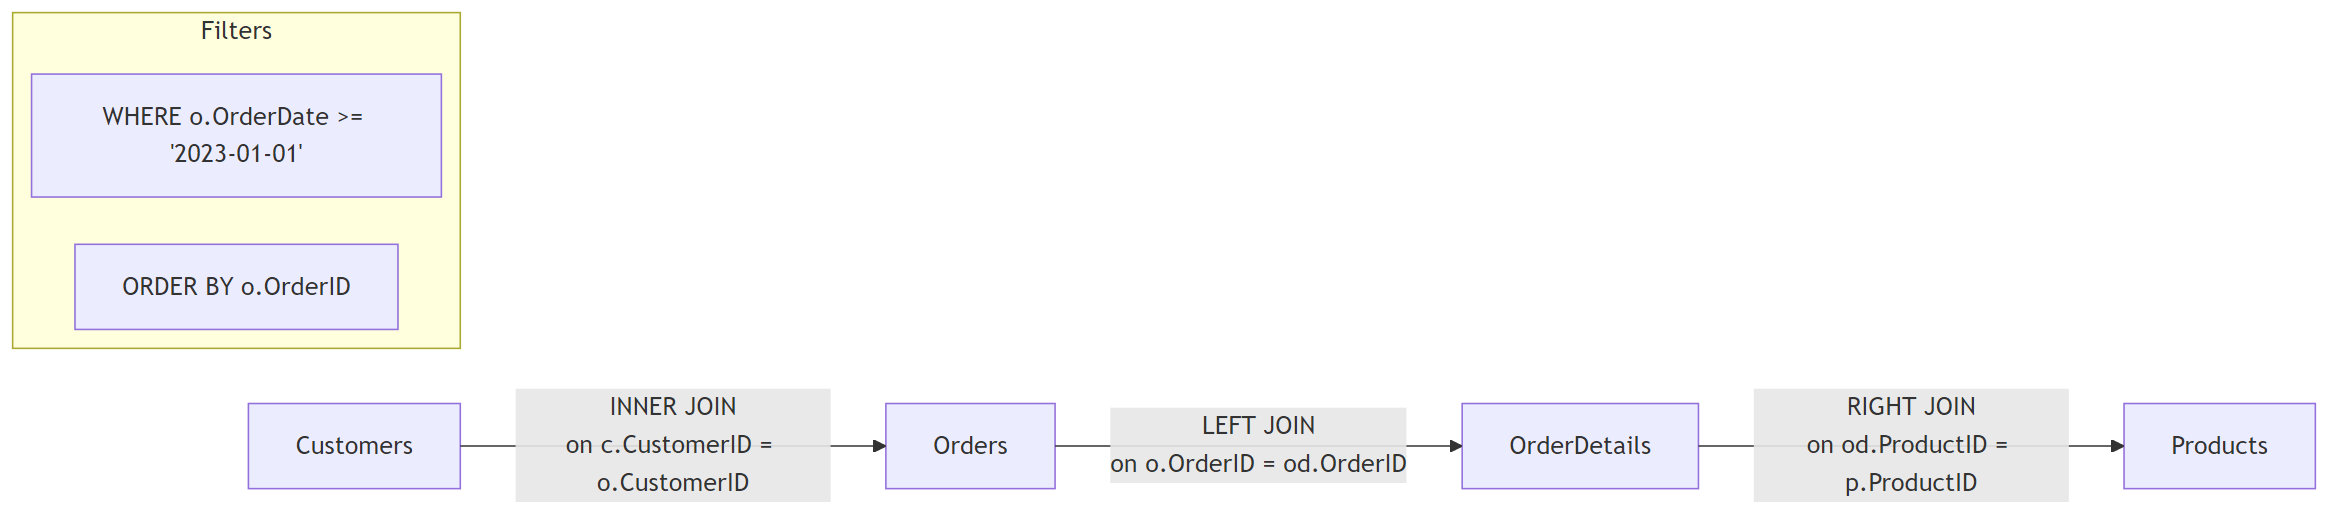 Filters
WHERE o.OrderDate >=
'2023-01-01'
ORDER BY o.OrderID
Customers
INNER JOIN
on c.CustomerID =
o.CustomerID
Orders
LEFT JOIN
on o.OrderID = od.OrderID
OrderDetails
RIGHT JOIN
on od.ProductID =
p.ProductID
Products